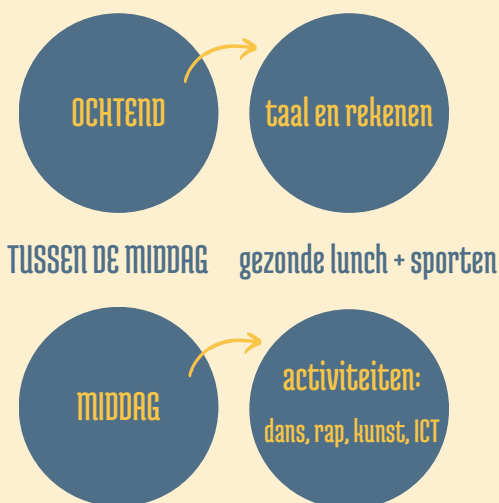 OCHTEND
taal en rekenen
TUSSEN DE MIDDAG
gezonde lunch + sporten
MIDDAG
activiteiten:
dans, rap, kunst, ICT